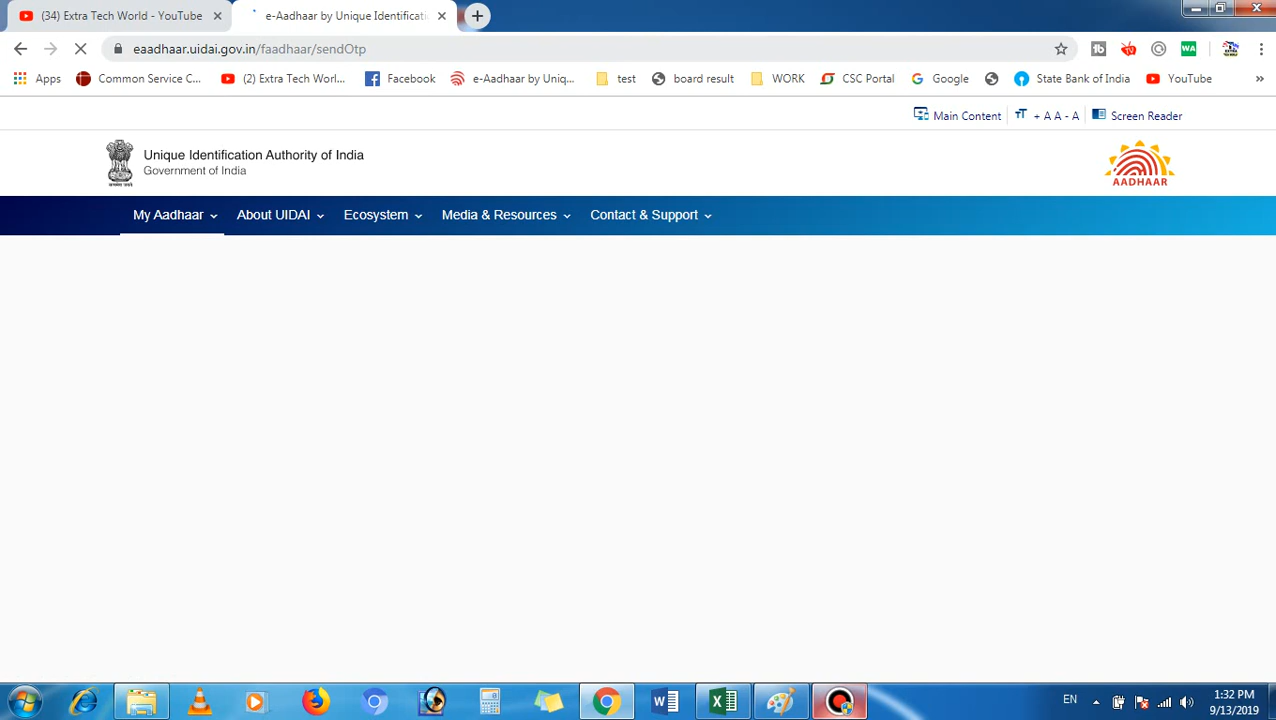 (34) Extra Tech World - YouTube
e-Aadhaar by Unique Identificati
eaadhaar.uidai.gov.in/faadhaar/sendOtp
Apps
Common Service C...
(2) Extra Tech Worl...
Facebook
e-Aadhaar by Uniq...
test
board result
WORK
CSC Portal
Google
State Bank of India
YouTube
»
Main Content
+ A A - A
Screen Reader
Unique Identification Authority of India
Government of India
AADHAAR
My Aadhaar
About UIDAI
Ecosystem
Media & Resources
Contact & Support
EN
1:32 PM
9/13/2019